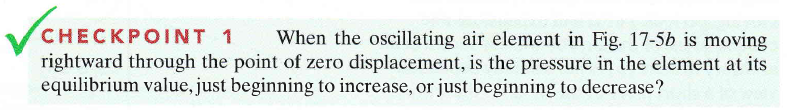 CHECKPOINT 1 When the oscillating air element in Fig. 17-5b is moving
rightward through the point of zero displacement, is the pressure in the element at its
equilibrium value, just beginning to increase, or just beginning to decrease?